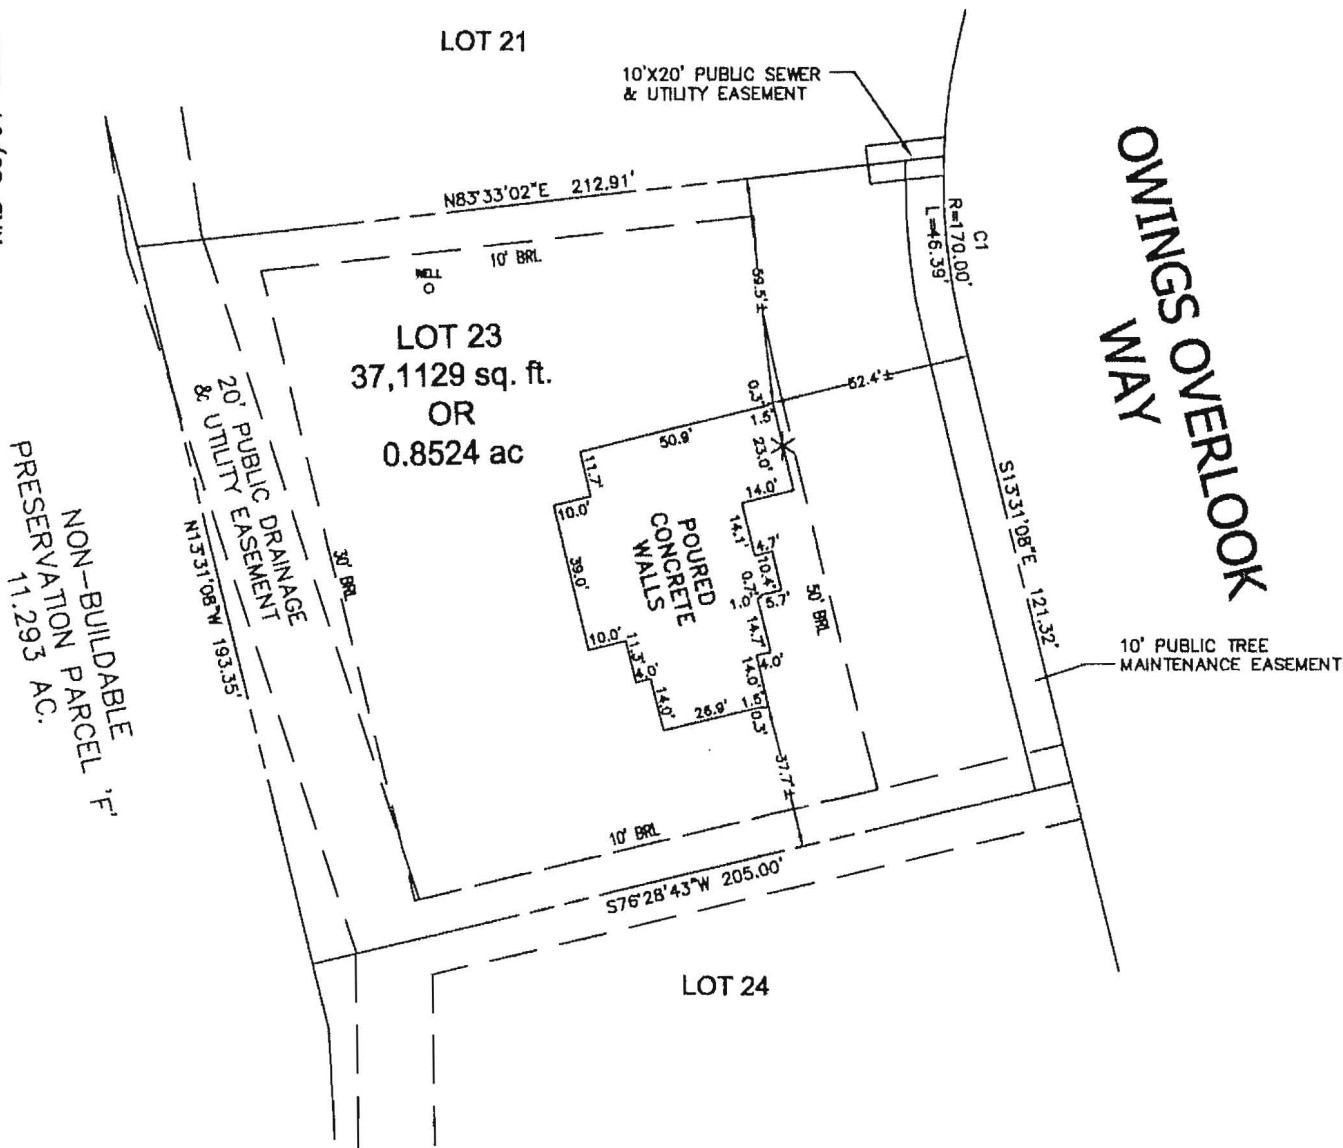 LOT 21
10'X20' PUBLIC SEWER
& UTILITY EASEMENT
OWINGS OVERLOOK
WAY
N83°33'02"E 212.91'
C1
R=170.00'
L=46.39'
10' BRL
WELL
69.5'±
LOT 23
37,1129 sq. ft.
OR
0.8524 ac
62.4'±
0.3'
1.5'
23.0'
50.9'
11.7'
14.0'
10.0'
20' PUBLIC DRAINAGE
& UTILITY EASEMENT
POURED
CONCRETE
WALLS
14.1'
4.7'
10.4'
0.7'
1.0'
5.7'
39.0'
30' BRL
50' BRL
S13°31'08"E 121.32'
N13°31'08"W 193.35'
NON-BUILDABLE
PRESERVATION PARCEL 'F'
11.293 AC.
10.0'
11.3'
4.0'
14.0'
14.7'
4.0'
14.0'
26.9'
1.5'
0.3'
37.7'±
10' PUBLIC TREE
MAINTENANCE EASEMENT
10' BRL
S76°28'43"W 205.00'
LOT 24